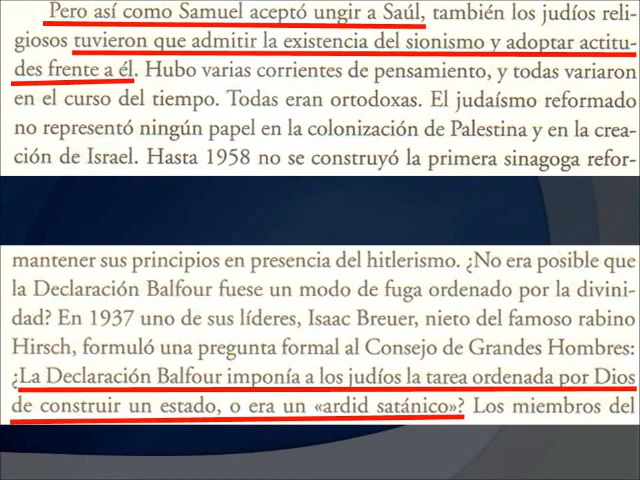 Pero así como Samuel aceptó ungir a Saúl, también los judíos reli-
giosos tuvieron que admitir la existencia del sionismo y adoptar actitu-
des frente a él. Hubo varias corrientes de pensamiento, y todas variaron
en el curso del tiempo. Todas eran ortodoxas. El judaísmo reformado
no representó ningún papel en la colonización de Palestina y en la crea-
ción de Israel. Hasta 1958 no se construyó la primera sinagoga refor-
mantener sus principios en presencia del hitlerismo. ¿No era posible que
la Declaración Balfour fuese un modo de fuga ordenado por la divini-
dad? En 1937 uno de sus líderes, Isaac Breuer, nieto del famoso rabino
Hirsch, formuló una pregunta formal al Consejo de Grandes Hombres:
¿La Declaración Balfour imponía a los judíos la tarea ordenada por Dios
de construir un estado, o era un «ardid satánico»? Los miembros del